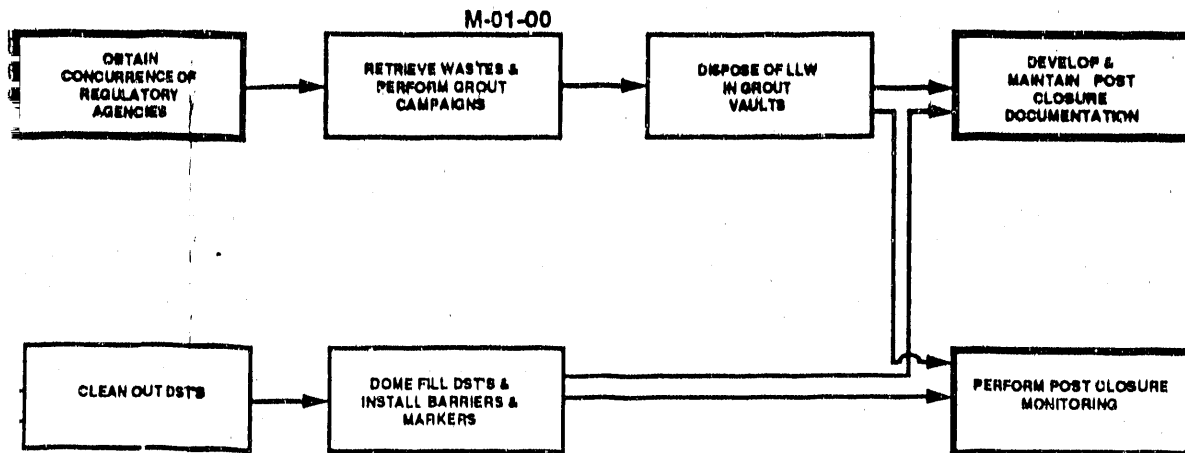 M-01-00
OBTAIN
CONCURRENCE OF
REGULATORY
AGENCIES
RETRIEVE WASTES &
PERFORM GROUT
CAMPAIGNS
DISPOSE OF LLW
IN GROUT
VAULTS
DEVELOP &
MAINTAIN POST
CLOSURE
DOCUMENTATION
CLEAN OUT DST'S
DOME FILL DST'S &
INSTALL BARRIERS &
MARKERS
PERFORM POST CLOSURE
MONITORING